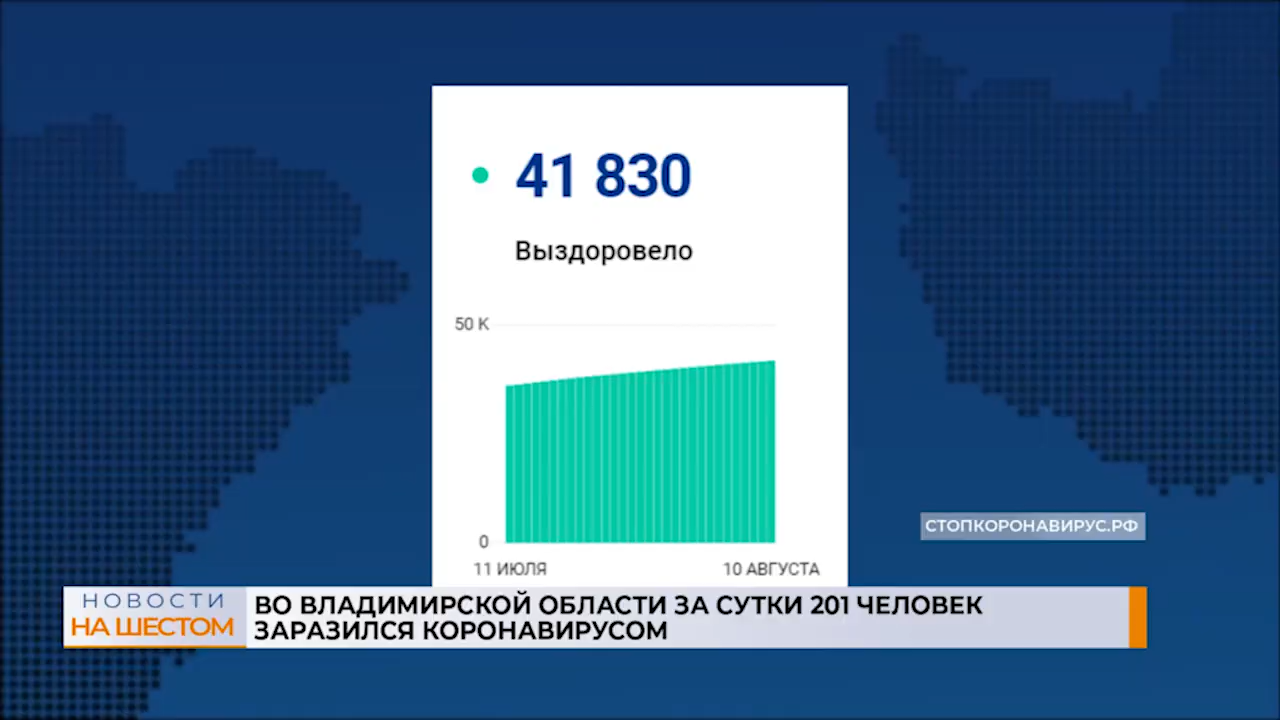 41 830
Выздоровело
50 K
0
11 ИЮЛЯ
10 АВГУСТА
СТОПКОРОНАВИРУС.РФ
НОВОСТИ
НА ШЕСТОМ
ВО ВЛАДИМИРСКОЙ ОБЛАСТИ ЗА СУТКИ 201 ЧЕЛОВЕК
ЗАРАЗИЛСЯ КОРОНАВИРУСОМ